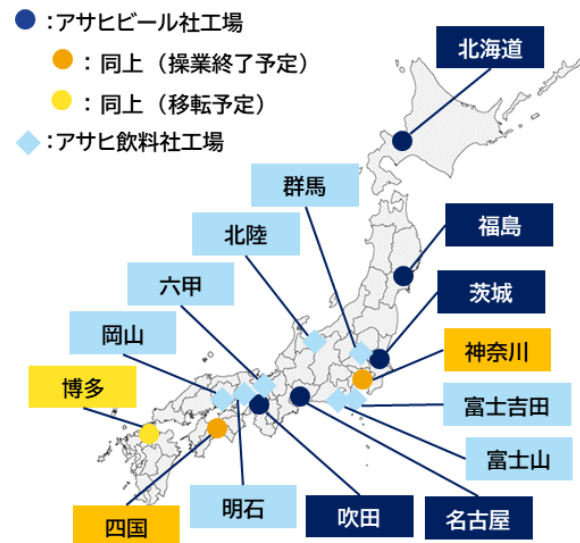 ：アサヒビール社工場
：同上（操業終了予定）
：同上（移転予定）
：アサヒ飲料社工場
北海道
群馬
北陸
福島
六甲
茨城
岡山
神奈川
博多
富士吉田
富士山
四国
明石
吹田
名古屋